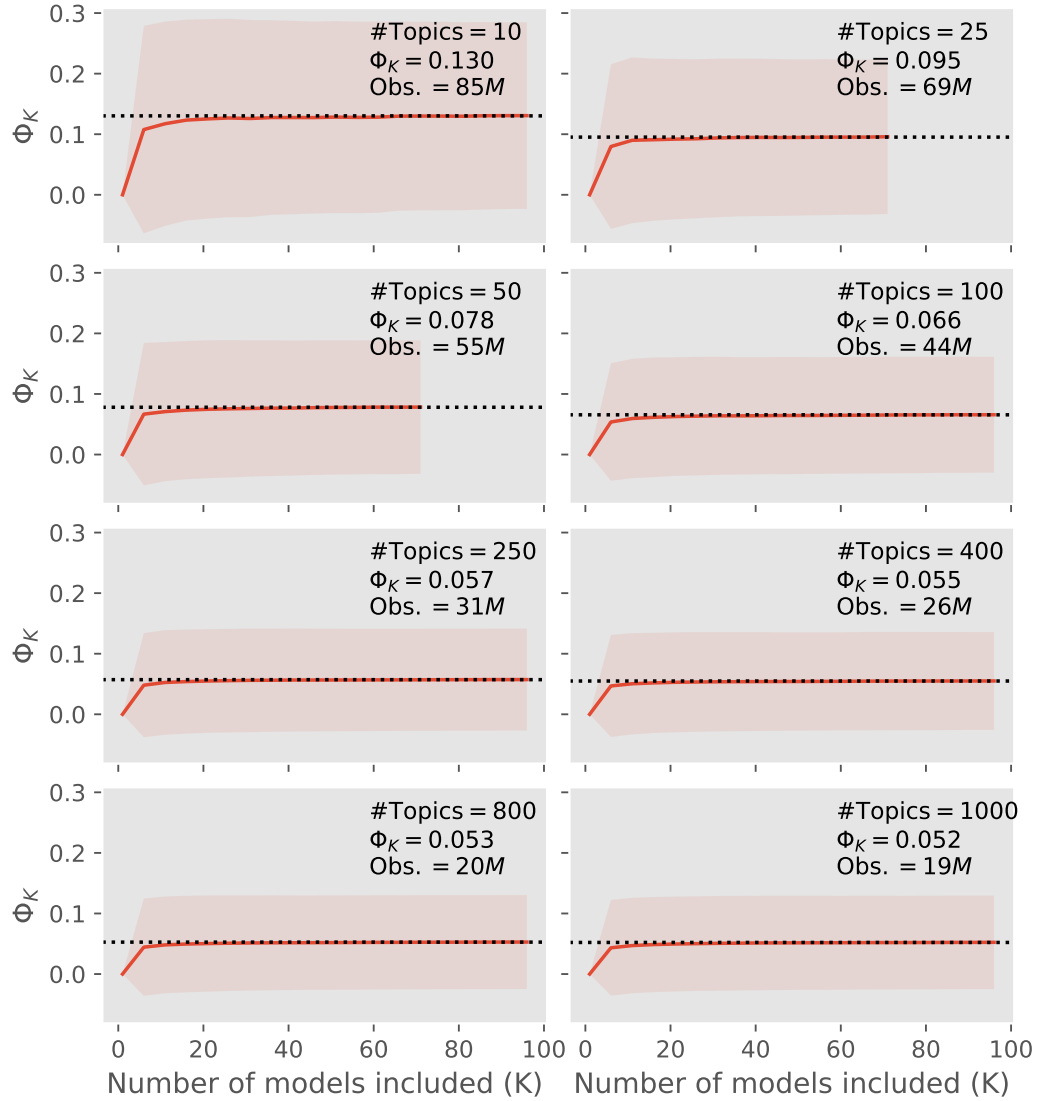 0.3
0.2
0.1
0.0
Φ_K
#Topics = 10
Φ_K = 0.130
Obs. = 85M
#Topics = 25
Φ_K = 0.095
Obs. = 69M
0.3
0.2
0.1
0.0
Φ_K
#Topics = 50
Φ_K = 0.078
Obs. = 55M
#Topics = 100
Φ_K = 0.066
Obs. = 44M
0.3
0.2
0.1
0.0
Φ_K
#Topics = 250
Φ_K = 0.057
Obs. = 31M
#Topics = 400
Φ_K = 0.055
Obs. = 26M
0.3
0.2
0.1
0.0
Φ_K
#Topics = 800
Φ_K = 0.053
Obs. = 20M
#Topics = 1000
Φ_K = 0.052
Obs. = 19M
0 20 40 60 80 100
0 20 40 60 80 100
Number of models included (K)
Number of models included (K)